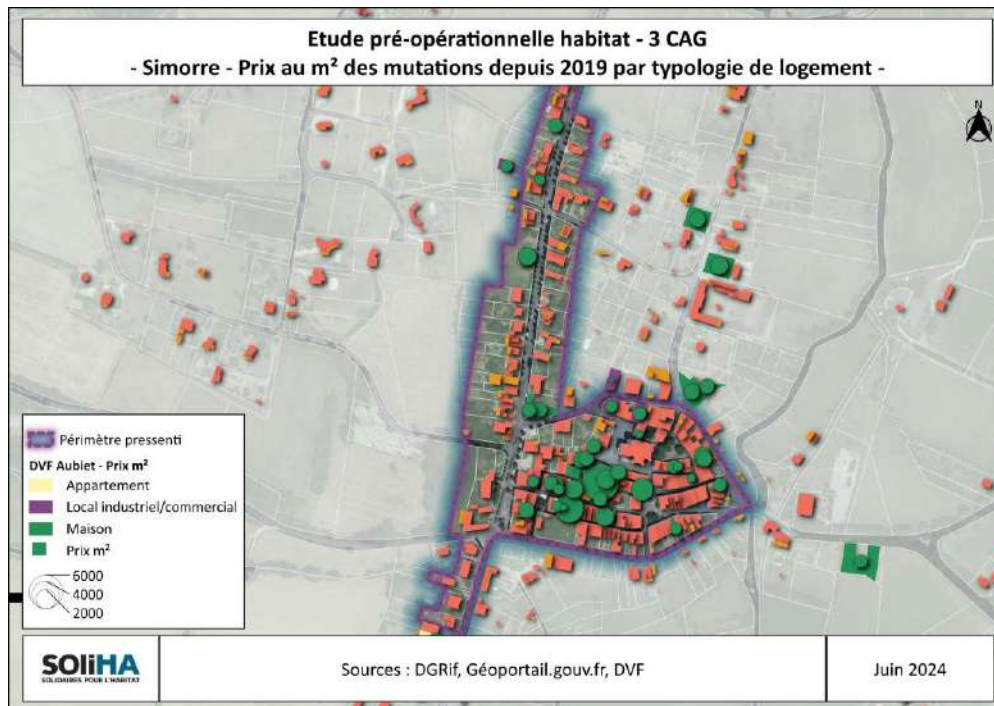 Etude pré-opérationnelle habitat - 3 CAG
- Simorre - Prix au m² des mutations depuis 2019 par typologie de logement -
N
Périmètre pressenti
DVF Aubiet - Prix m²
Appartement
Local industriel/commercial
Maison
Prix m²
6000
4000
2000
SOliHA
SOLIDAIRES POUR L'HABITAT
Sources : DGRif, Géoportail.gouv.fr, DVF
Juin 2024